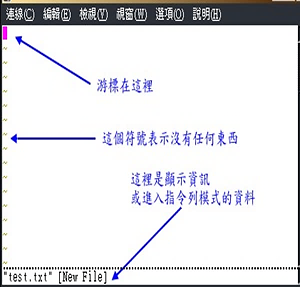 連線(C) 編輯(E) 檢視(V) 視窗(W) 選項(O) 說明(H)
游標在這裡
這個符號表示沒有任何東西
這裡是顯示資訊
或進入指令列模式的資料
"test.txt" [New File]